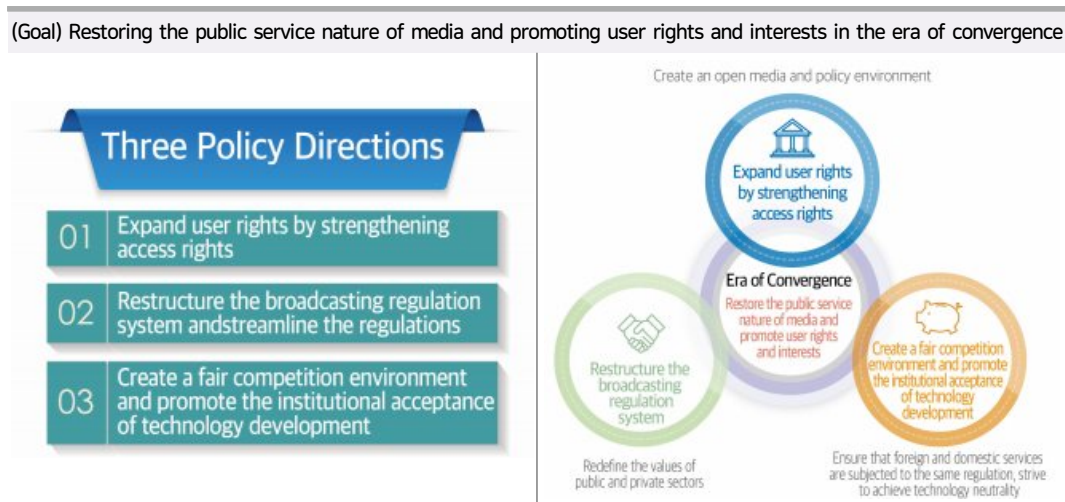 (Goal) Restoring the public service nature of media and promoting user rights and interests in the era of convergence
Three Policy Directions
01
Expand user rights by strengthening
access rights
02
Restructure the broadcasting regulation
system andstreamline the regulations
03
Create a fair competition environment
and promote the institutional acceptance
of technology development
Create an open media and policy environment
Expand user rights
by strengthening
access rights
Era of Convergence
Restore the public service
nature of media and
promote user rights
and interests
Restructure the
broadcasting
regulation
system
Create a fair competition
environment and promote
the institutional acceptance
of technology
development
Redefine the values of
public and private sectors
Ensure that foreign and domestic services
are subjected to the same regulation, strive
to achieve technology neutrality